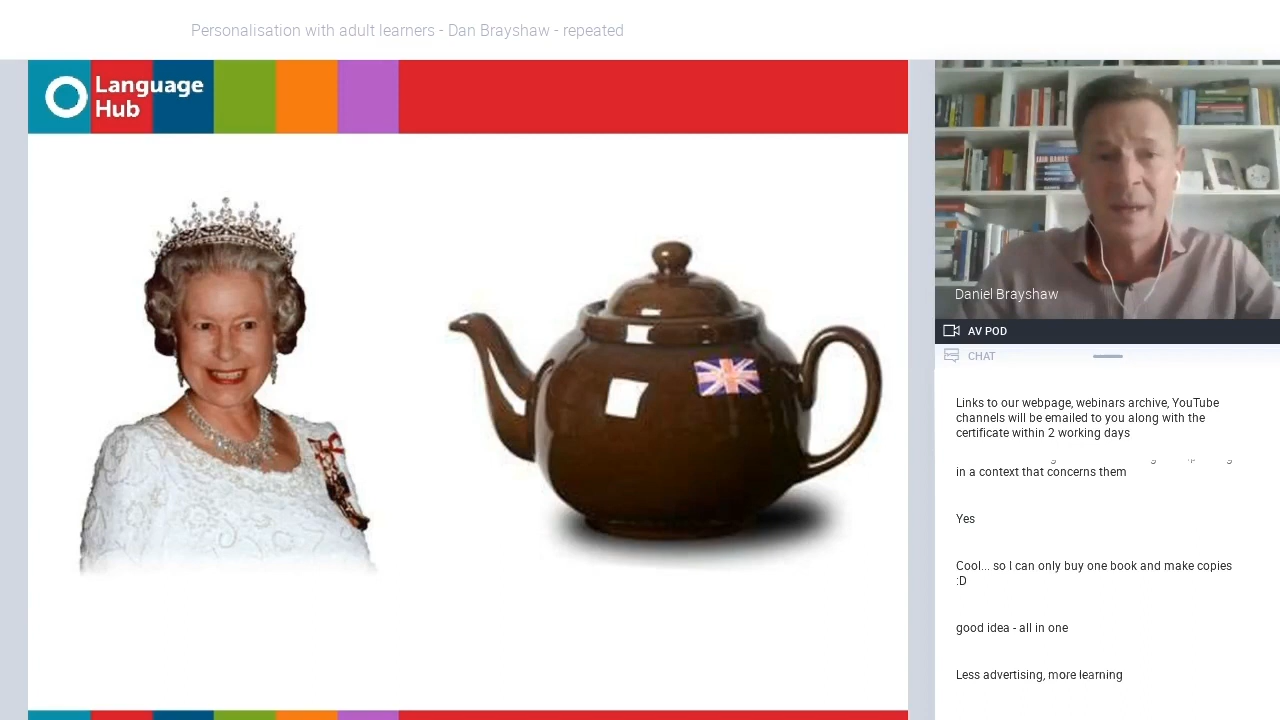 Personalisation with adult learners - Dan Brayshaw - repeated
Language
Hub
IAIN BANKS
Daniel Brayshaw
AV POD
CHAT
Links to our webpage, webinars archive, YouTube
channels will be emailed to you along with the
certificate within 2 working days
in a context that concerns them
Yes
Cool... so I can only buy one book and make copies
:D
good idea - all in one
Less advertising, more learning